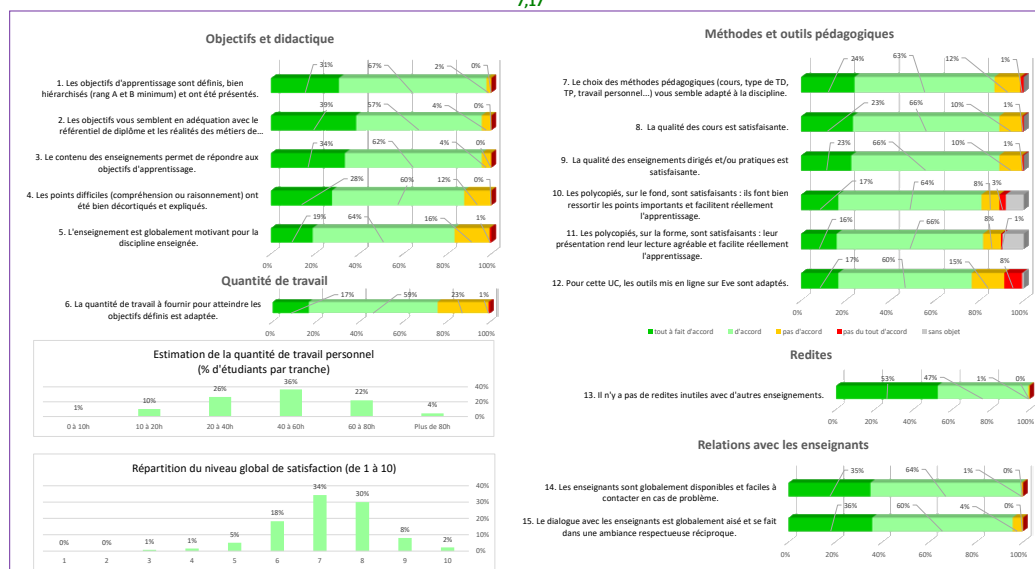 7,17
Objectifs et didactique
31% 67% 2% 0%
1. Les objectifs d'apprentissage sont définis, bien
hiérarchisés (rang A et B minimum) et ont été présentés.
39% 57% 4% 0%
2. Les objectifs vous semblent en adéquation avec le
référentiel de diplôme et les réalités des métiers de…
34% 62% 4% 0%
3. Le contenu des enseignements permet de répondre aux
objectifs d'apprentissage.
28% 60% 12% 0%
4. Les points difficiles (compréhension ou raisonnement) ont
été bien décortiqués et expliqués.
19% 64% 16% 1%
5. L'enseignement est globalement motivant pour la
discipline enseignée.
0% 20% 40% 60% 80% 100%
Quantité de travail
17% 59% 23% 1%
6. La quantité de travail à fournir pour atteindre les
objectifs définis est adaptée.
0% 20% 40% 60% 80% 100%
Estimation de la quantité de travail personnel
(% d'étudiants par tranche)
1% 10% 26% 36% 22% 4%
40%
20%
0%
0 à 10h 10 à 20h 20 à 40h 40 à 60h 60 à 80h Plus de 80h
Répartition du niveau global de satisfaction (de 1 à 10)
0% 0% 1% 1% 5% 18% 34% 30% 8% 2%
40%
30%
20%
10%
0%
1 2 3 4 5 6 7 8 9 10
Méthodes et outils pédagogiques
24% 63% 12% 1%
7. Le choix des méthodes pédagogiques (cours, type de TD,
TP, travail personnel...) vous semble adapté à la discipline.
23% 66% 10% 1%
8. La qualité des cours est satisfaisante.
23% 66% 10% 1%
9. La qualité des enseignements dirigés et/ou pratiques est
satisfaisante.
17% 64% 8% 3%
10. Les polycopiés, sur le fond, sont satisfaisants : ils font bien
ressortir les points importants et facilitent réellement
l'apprentissage.
16% 66% 8% 1%
11. Les polycopiés, sur la forme, sont satisfaisants : leur
présentation rend leur lecture agréable et facilite réellement
l'apprentissage.
17% 60% 15% 8%
12. Pour cette UC, les outils mis en ligne sur Eve sont adaptés.
0% 20% 40% 60% 80% 100%
tout à fait d'accord d'accord pas d'accord pas du tout d'accord sans objet
Redites
53% 47% 1% 0%
13. Il n'y a pas de redites inutiles avec d'autres enseignements.
0% 20% 40% 60% 80% 100%
Relations avec les enseignants
35% 64% 1% 0%
14. Les enseignants sont globalement disponibles et faciles à
contacter en cas de problème.
36% 60% 4% 0%
15. Le dialogue avec les enseignants est globalement aisé et se fait
dans une ambiance respectueuse réciproque.
0% 20% 40% 60% 80% 100%